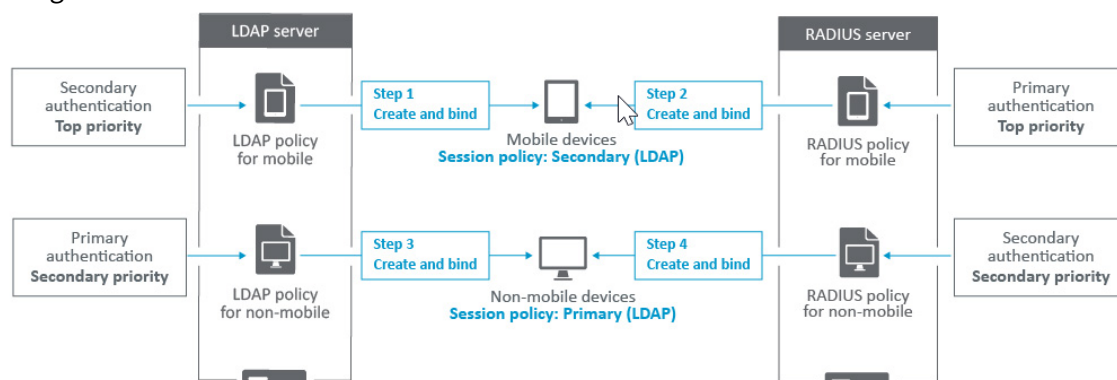 LDAP server
RADIUS server
Secondary
authentication
Top priority
LDAP policy
for mobile
Step 1
Create and bind
Mobile devices
Session policy: Secondary (LDAP)
Step 2
Create and bind
RADIUS policy
for mobile
Primary
authentication
Top priority
Primary
authentication
Secondary priority
LDAP policy
for non-mobile
Step 3
Create and bind
Non-mobile devices
Session policy: Primary (LDAP)
Step 4
Create and bind
RADIUS policy
for non-mobile
Secondary
authentication
Secondary priority